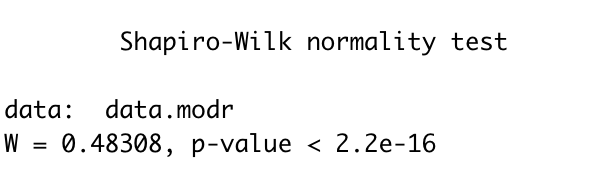 Shapiro-Wilk normality test
data:  data.modr
W = 0.48308, p-value < 2.2e-16